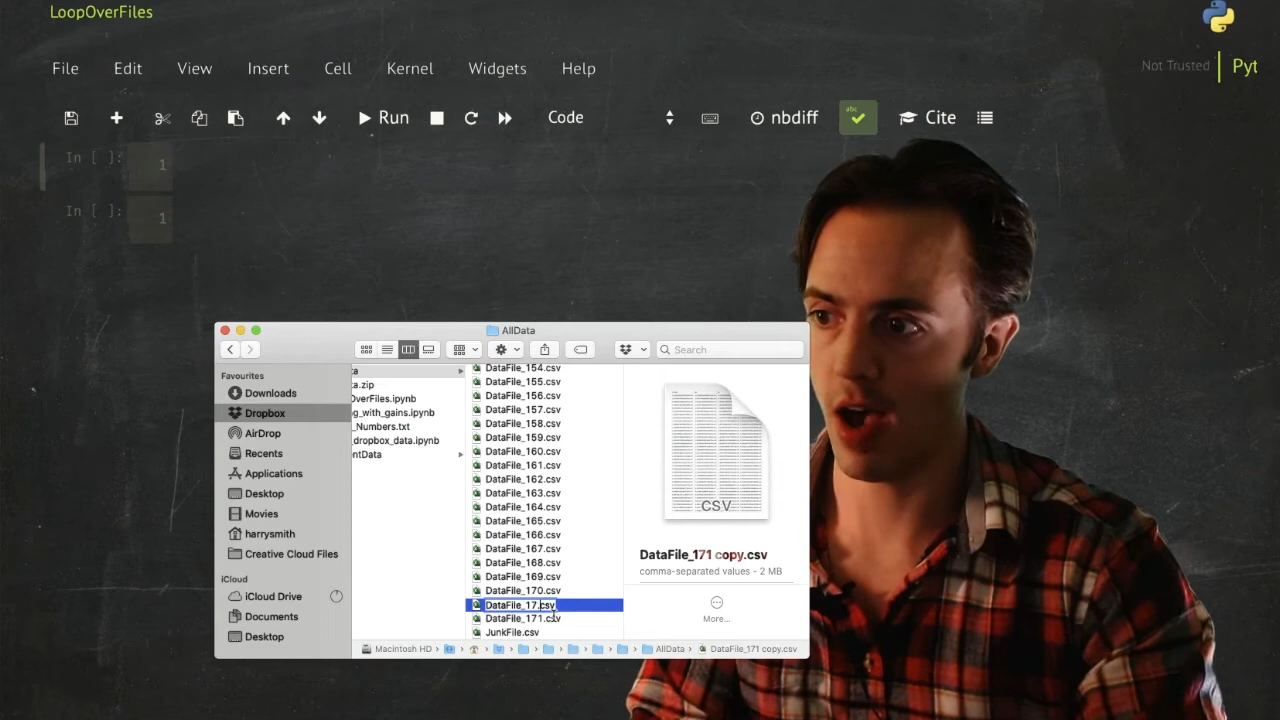 LoopOverFiles
File Edit View Insert Cell Kernel Widgets Help
Not Trusted Pyt
Run Code nbdiff abc Cite
In [ ]: 1
In [ ]: 1
AllData
Search
Favourites
Downloads
Dropbox
AirDrop
Recents
Applications
Desktop
Movies
harrysmith
Creative Cloud Files
iCloud
iCloud Drive
Documents
Desktop
ta
ta.zip
OverFiles.ipynb
g_with_gains.ipynb
_Numbers.txt
_dropbox_data.ipynb
ntData
DataFile_154.csv
DataFile_155.csv
DataFile_156.csv
DataFile_157.csv
DataFile_158.csv
DataFile_159.csv
DataFile_160.csv
DataFile_161.csv
DataFile_162.csv
DataFile_163.csv
DataFile_164.csv
DataFile_165.csv
DataFile_166.csv
DataFile_167.csv
DataFile_168.csv
DataFile_169.csv
DataFile_170.csv
DataFile_17.csv
DataFile_171.csv
JunkFile.csv
CSV
DataFile_171 copy.csv
comma-separated values - 2 MB
More...
Macintosh HD AllData DataFile_171 copy.csv